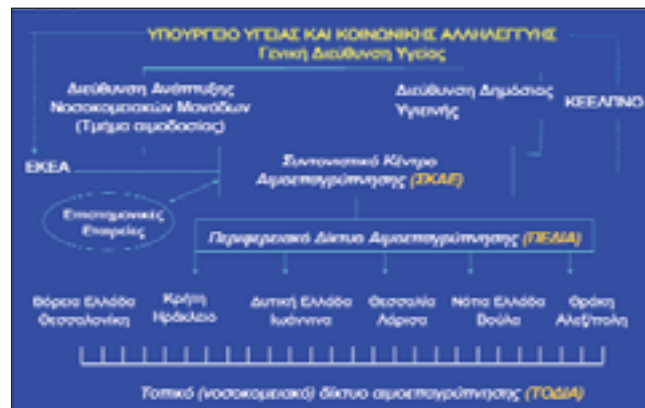 ΥΠΟΥΡΓΕΙΟ ΥΓΕΙΑΣ ΚΑΙ ΚΟΙΝΩΝΙΚΗΣ ΑΛΛΗΛΕΓΓΥΗΣ
Γενική Διεύθυνση Υγείας
Διεύθυνση Ανάπτυξης
Νοσοκομειακών Μονάδων
(Τμήμα αιμοδοσίας)
Διεύθυνση Δημόσιας
Υγιεινής
ΚΕΕΛΠΝΟ
ΕΚΕΑ
Συντονιστικό Κέντρο
Αιμοεπαγρύπνησης (ΣΚΑΕ)
Επιστημονικές
Εταιρείες
Περιφερειακό Δίκτυο Αιμοεπαγρύπνησης (ΠΕΔΙΑ)
Βόρεια Ελλάδα
Θεσσαλονίκη
Κρήτη
Ηράκλειο
Δυτική Ελλάδα
Ιωάννινα
Θεσσαλία
Λάρισα
Νότια Ελλάδα
Βούλα
Θράκη
Αλεξ/πολη
Τοπικό (νοσοκομειακό) δίκτυο αιμοεπαγρύπνησης (ΤΟΔΙΑ)